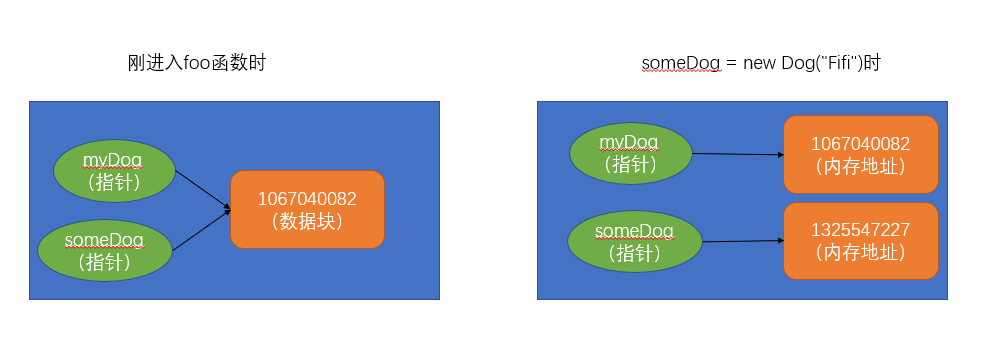 刚进入foo函数时
someDog = new Dog("Fifi")时
myDog
（指针）
someDog
（指针）
1067040082
（数据块）
myDog
（指针）
1067040082
（内存地址）
someDog
（指针）
1325547227
（内存地址）